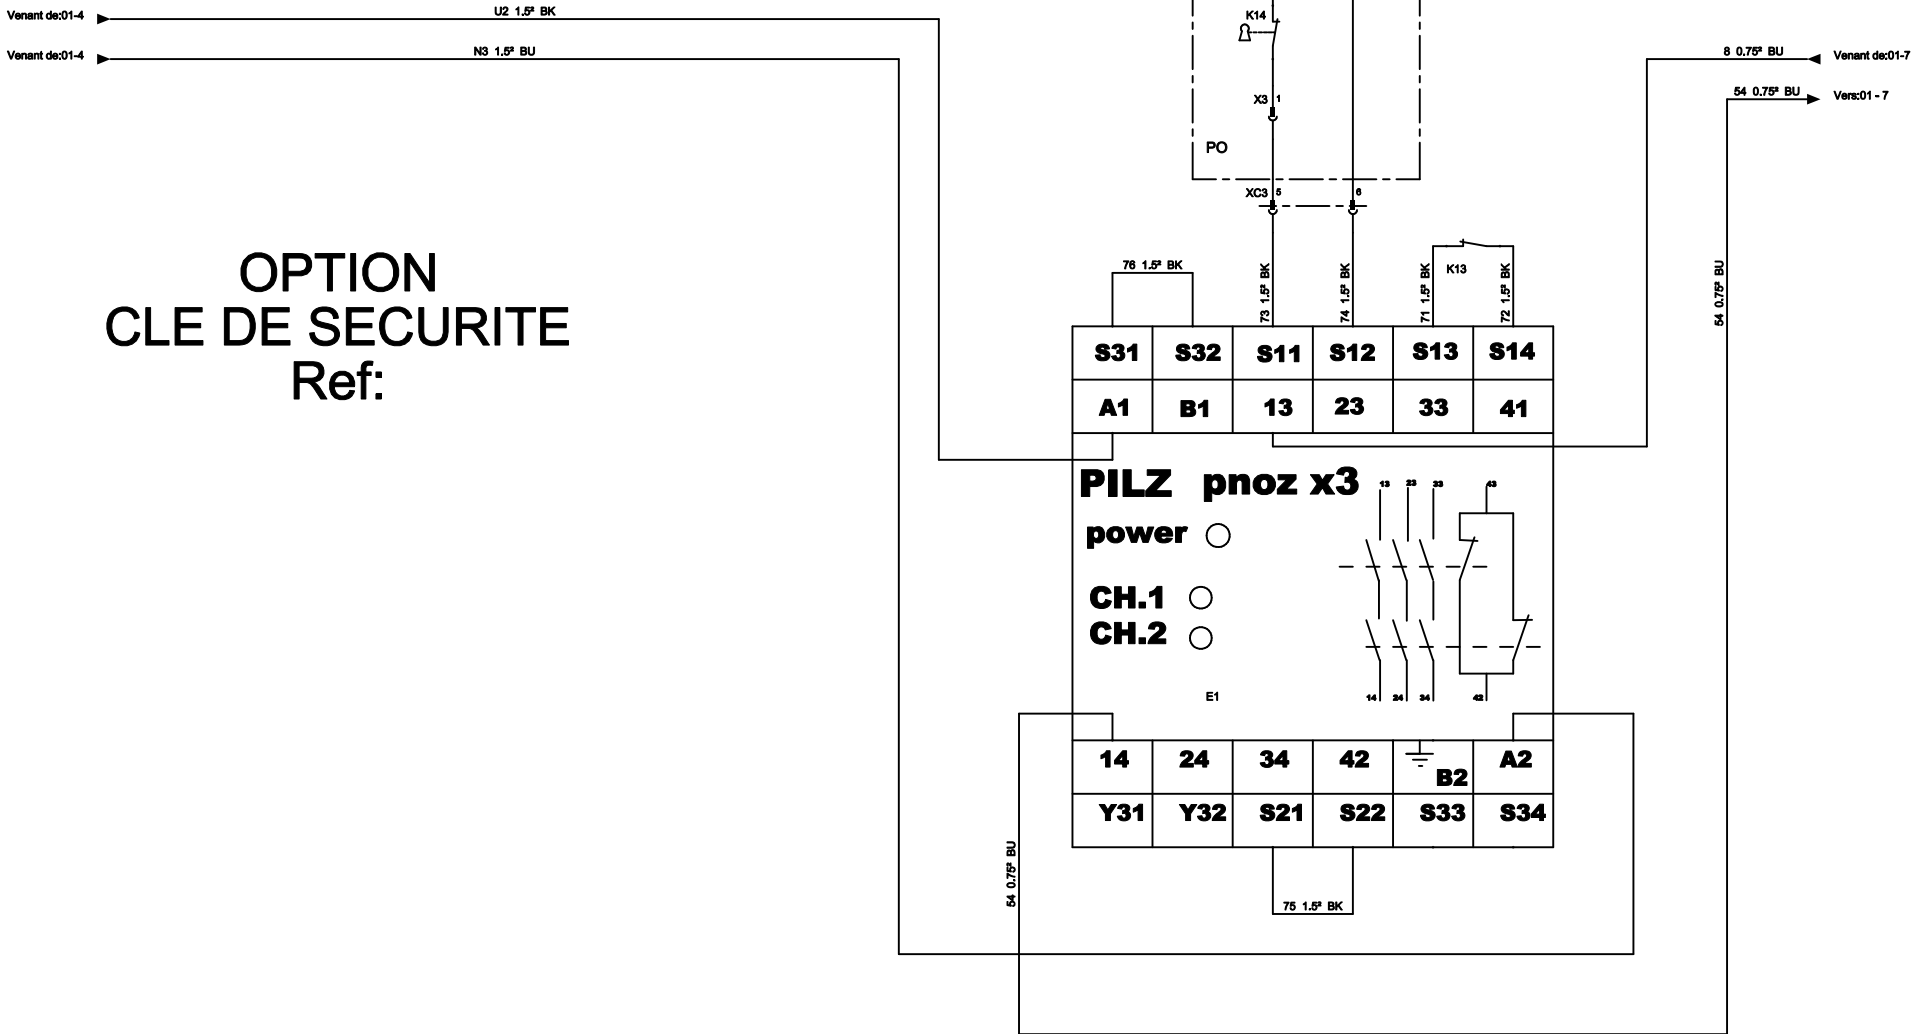 Venant de:01-4
U2 1.5² BK
K14
Venant de:01-4
N3 1.5² BU
8 0.75² BU
Venant de:01-7
54 0.75² BU
Vers:01 - 7
X3 1
PO
XC3 5 6
OPTION
CLE DE SECURITE
Ref:
76 1.5² BK
73 1.5² BK
74 1.5² BK
71 1.5² BK
K13
72 1.5² BK
54 0.75² BU
S31 S32 S11 S12 S13 S14
A1 B1 13 23 33 41
PILZ pnoz x3
13 23 33 43
power
CH.1
CH.2
E1
14 24 34 42
14 24 34 42 B2 A2
Y31 Y32 S21 S22 S33 S34
54 0.75² BU
75 1.5² BK